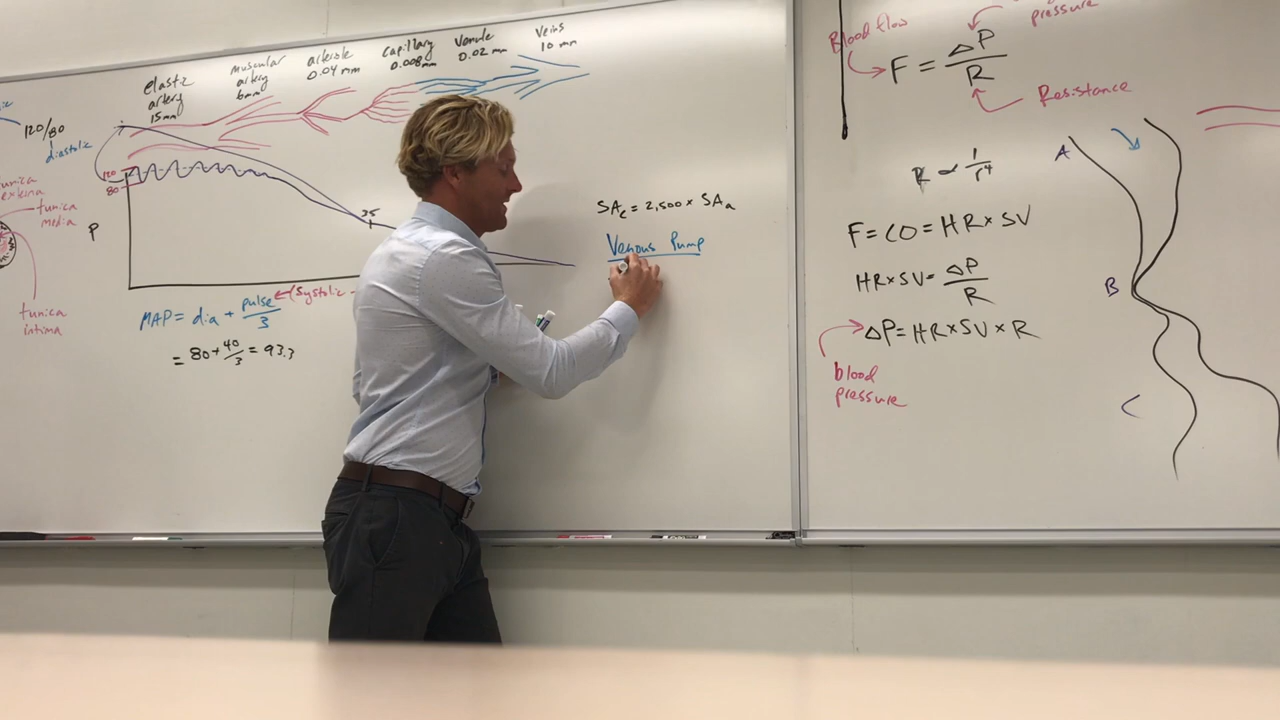 120/80
diastolic
tunica
externa
tunica
media
tunica
intima
elastic
artery
15mm
muscular
artery
6mm
arteriole
0.04 mm
capillary
0.008mm
venule
0.02 mm
veins
10 mm
120
80
P
35
MAP = dia + pulse/3
(Systolic -
= 80 + 40/3 = 93.3
SAc = 2,500 × SAa
Venous Pump
Blood flow
pressure
F = ΔP/R
Resistance
R ∝ 1/r⁴
F = CO = HR × SV
HR × SV = ΔP/R
ΔP = HR × SV × R
blood
pressure
A
B
C